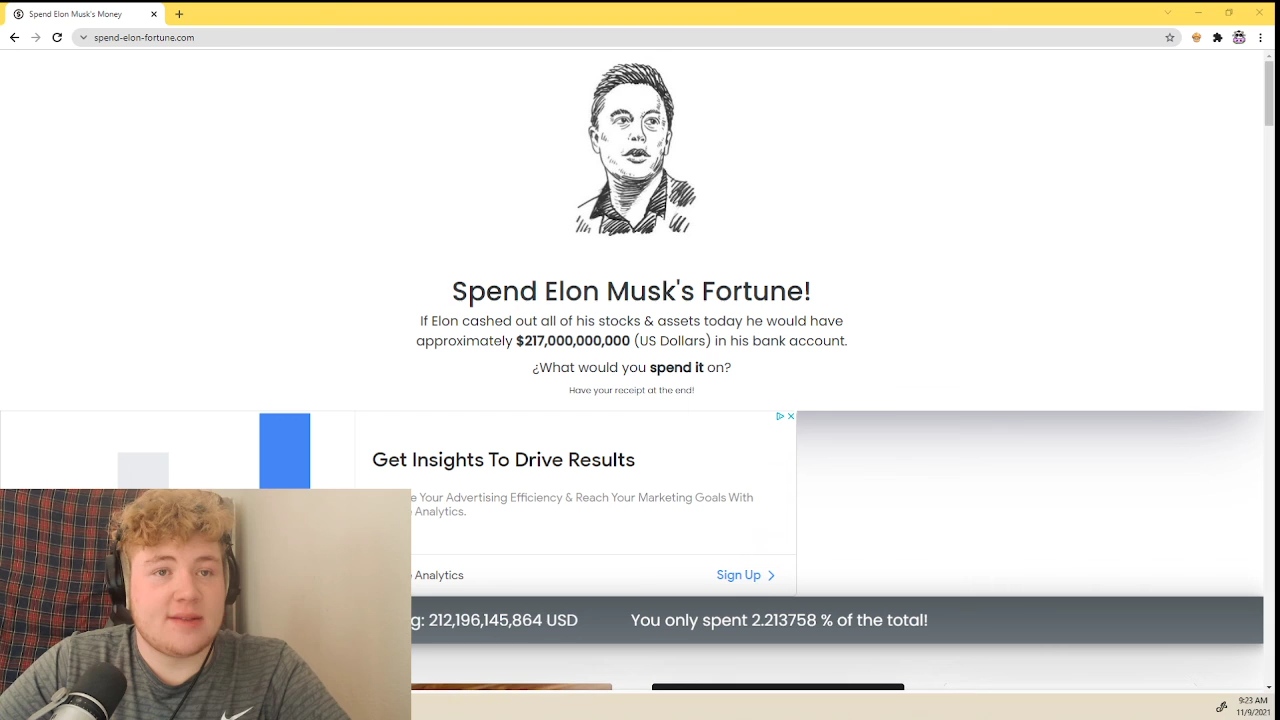 Spend Elon Musk's Money
spend-elon-fortune.com
Spend Elon Musk's Fortune!
If Elon cashed out all of his stocks & assets today he would have
approximately $217,000,000,000 (US Dollars) in his bank account.
¿What would you spend it on?
Have your receipt at the end!
Get Insights To Drive Results
Your Advertising Efficiency & Reach Your Marketing Goals With
Analytics.
Analytics
Sign Up
212,196,145,864 USD
You only spent 2.213758 % of the total!
9:23 AM
11/9/2021